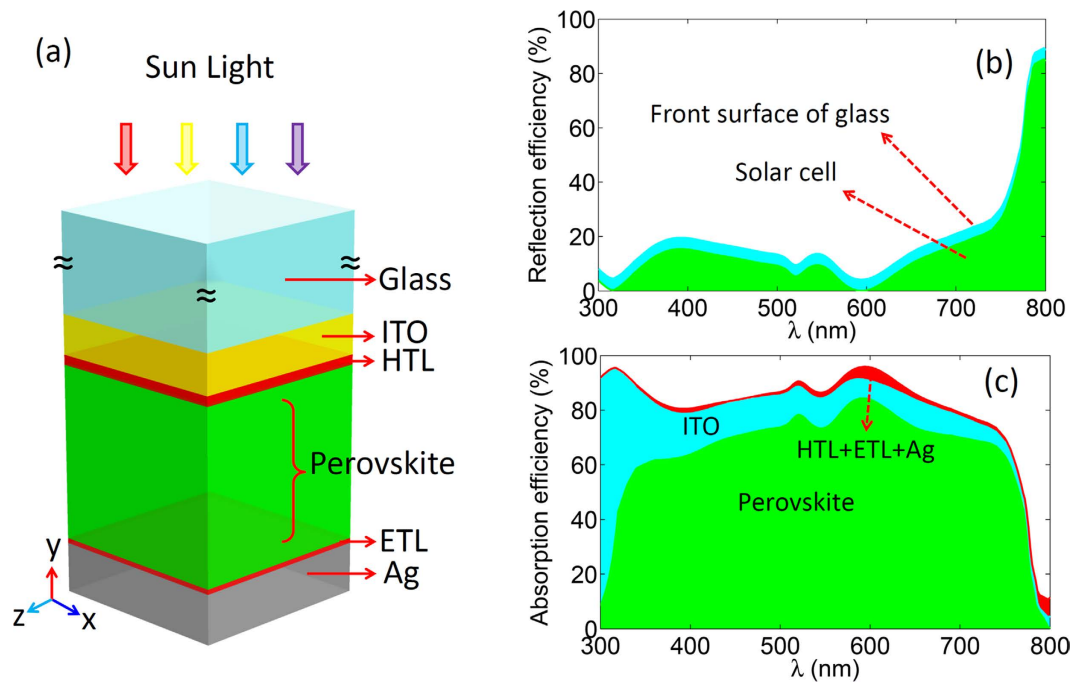 (a)
Sun Light
≈
≈
≈
Glass
ITO
HTL
Perovskite
ETL
Ag
y
z
x
Reflection efficiency (%)
100
80
60
40
20
0
(b)
Front surface of glass
Solar cell
300 400 500 600 700 800
λ (nm)
Absorption efficiency (%)
100
80
60
40
20
0
(c)
ITO
HTL+ETL+Ag
Perovskite
300 400 500 600 700 800
λ (nm)